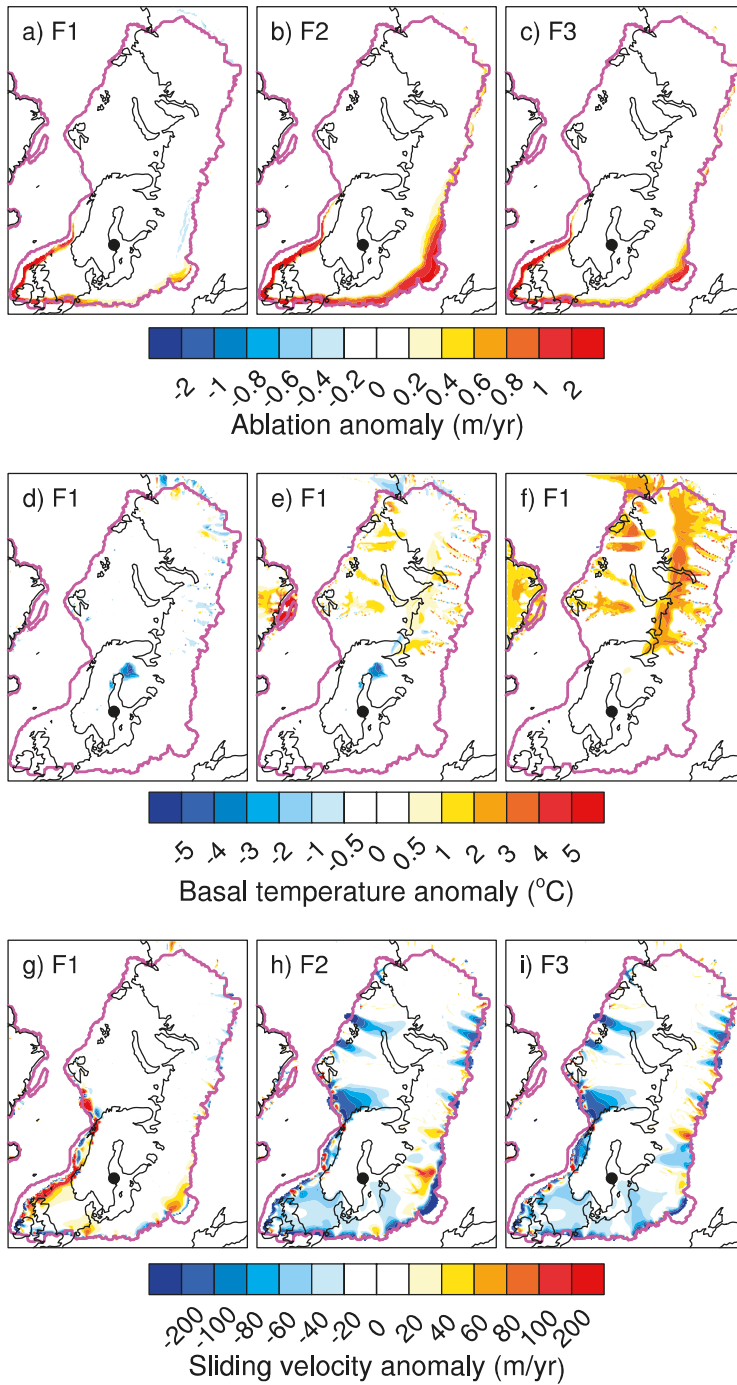 a) F1 b) F2 c) F3
-2 -1 -0.8 -0.6 -0.4 -0.2 0 0.2 0.4 0.6 0.8 1 2
Ablation anomaly (m/yr)
d) F1 e) F1 f) F1
-5 -4 -3 -2 -1 -0.5 0 0.5 1 2 3 4 5
Basal temperature anomaly (°C)
g) F1 h) F2 i) F3
-200 -100 -80 -60 -40 -20 0 20 40 60 80 100 200
Sliding velocity anomaly (m/yr)